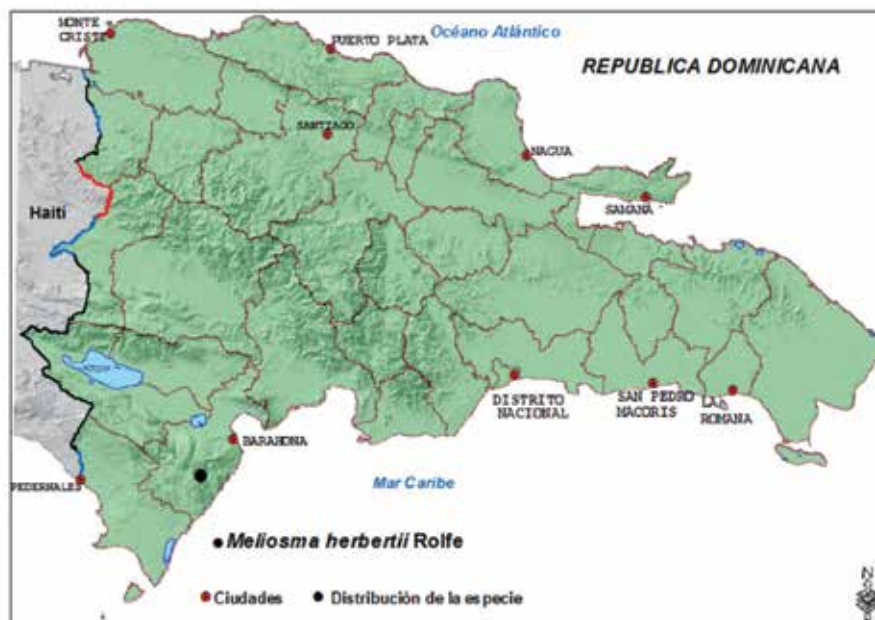 MONTE
CRISTI
PUERTO PLATA
Océano Atlántico
REPUBLICA DOMINICANA
SANTIAGO
NAGUA
SAMANA
Haití
DISTRITO
NACIONAL
SAN PEDRO
MACORIS
LA
ROMANA
BARAHONA
PEDERNALES
Mar Caribe
Meliosma herbertii Rolfe
Ciudades
Distribución de la especie
N